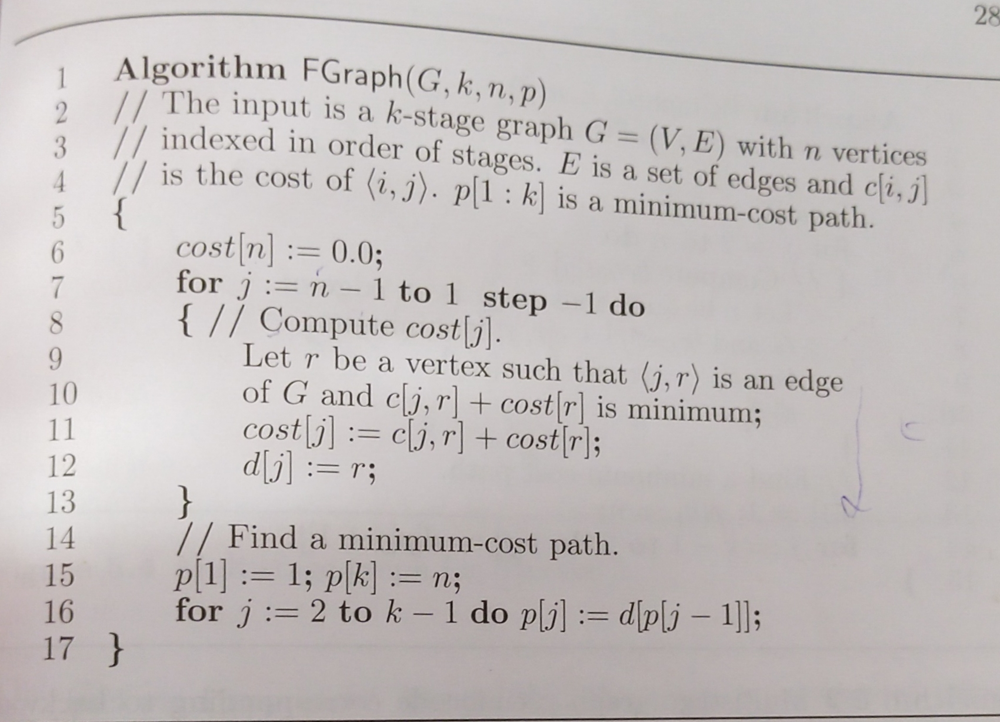 28
1 Algorithm FGraph(G, k, n, p)
2 // The input is a k-stage graph G = (V, E) with n vertices
3 // indexed in order of stages. E is a set of edges and c[i, j]
4 // is the cost of ⟨i, j⟩. p[1 : k] is a minimum-cost path.
5 {
6 cost[n] := 0.0;
7 for j := n − 1 to 1 step −1 do
8 { // Compute cost[j].
9 Let r be a vertex such that ⟨j, r⟩ is an edge
10 of G and c[j, r] + cost[r] is minimum;
11 cost[j] := c[j, r] + cost[r];
12 d[j] := r;
13 }
14 // Find a minimum-cost path.
15 p[1] := 1; p[k] := n;
16 for j := 2 to k − 1 do p[j] := d[p[j − 1]];
17 }